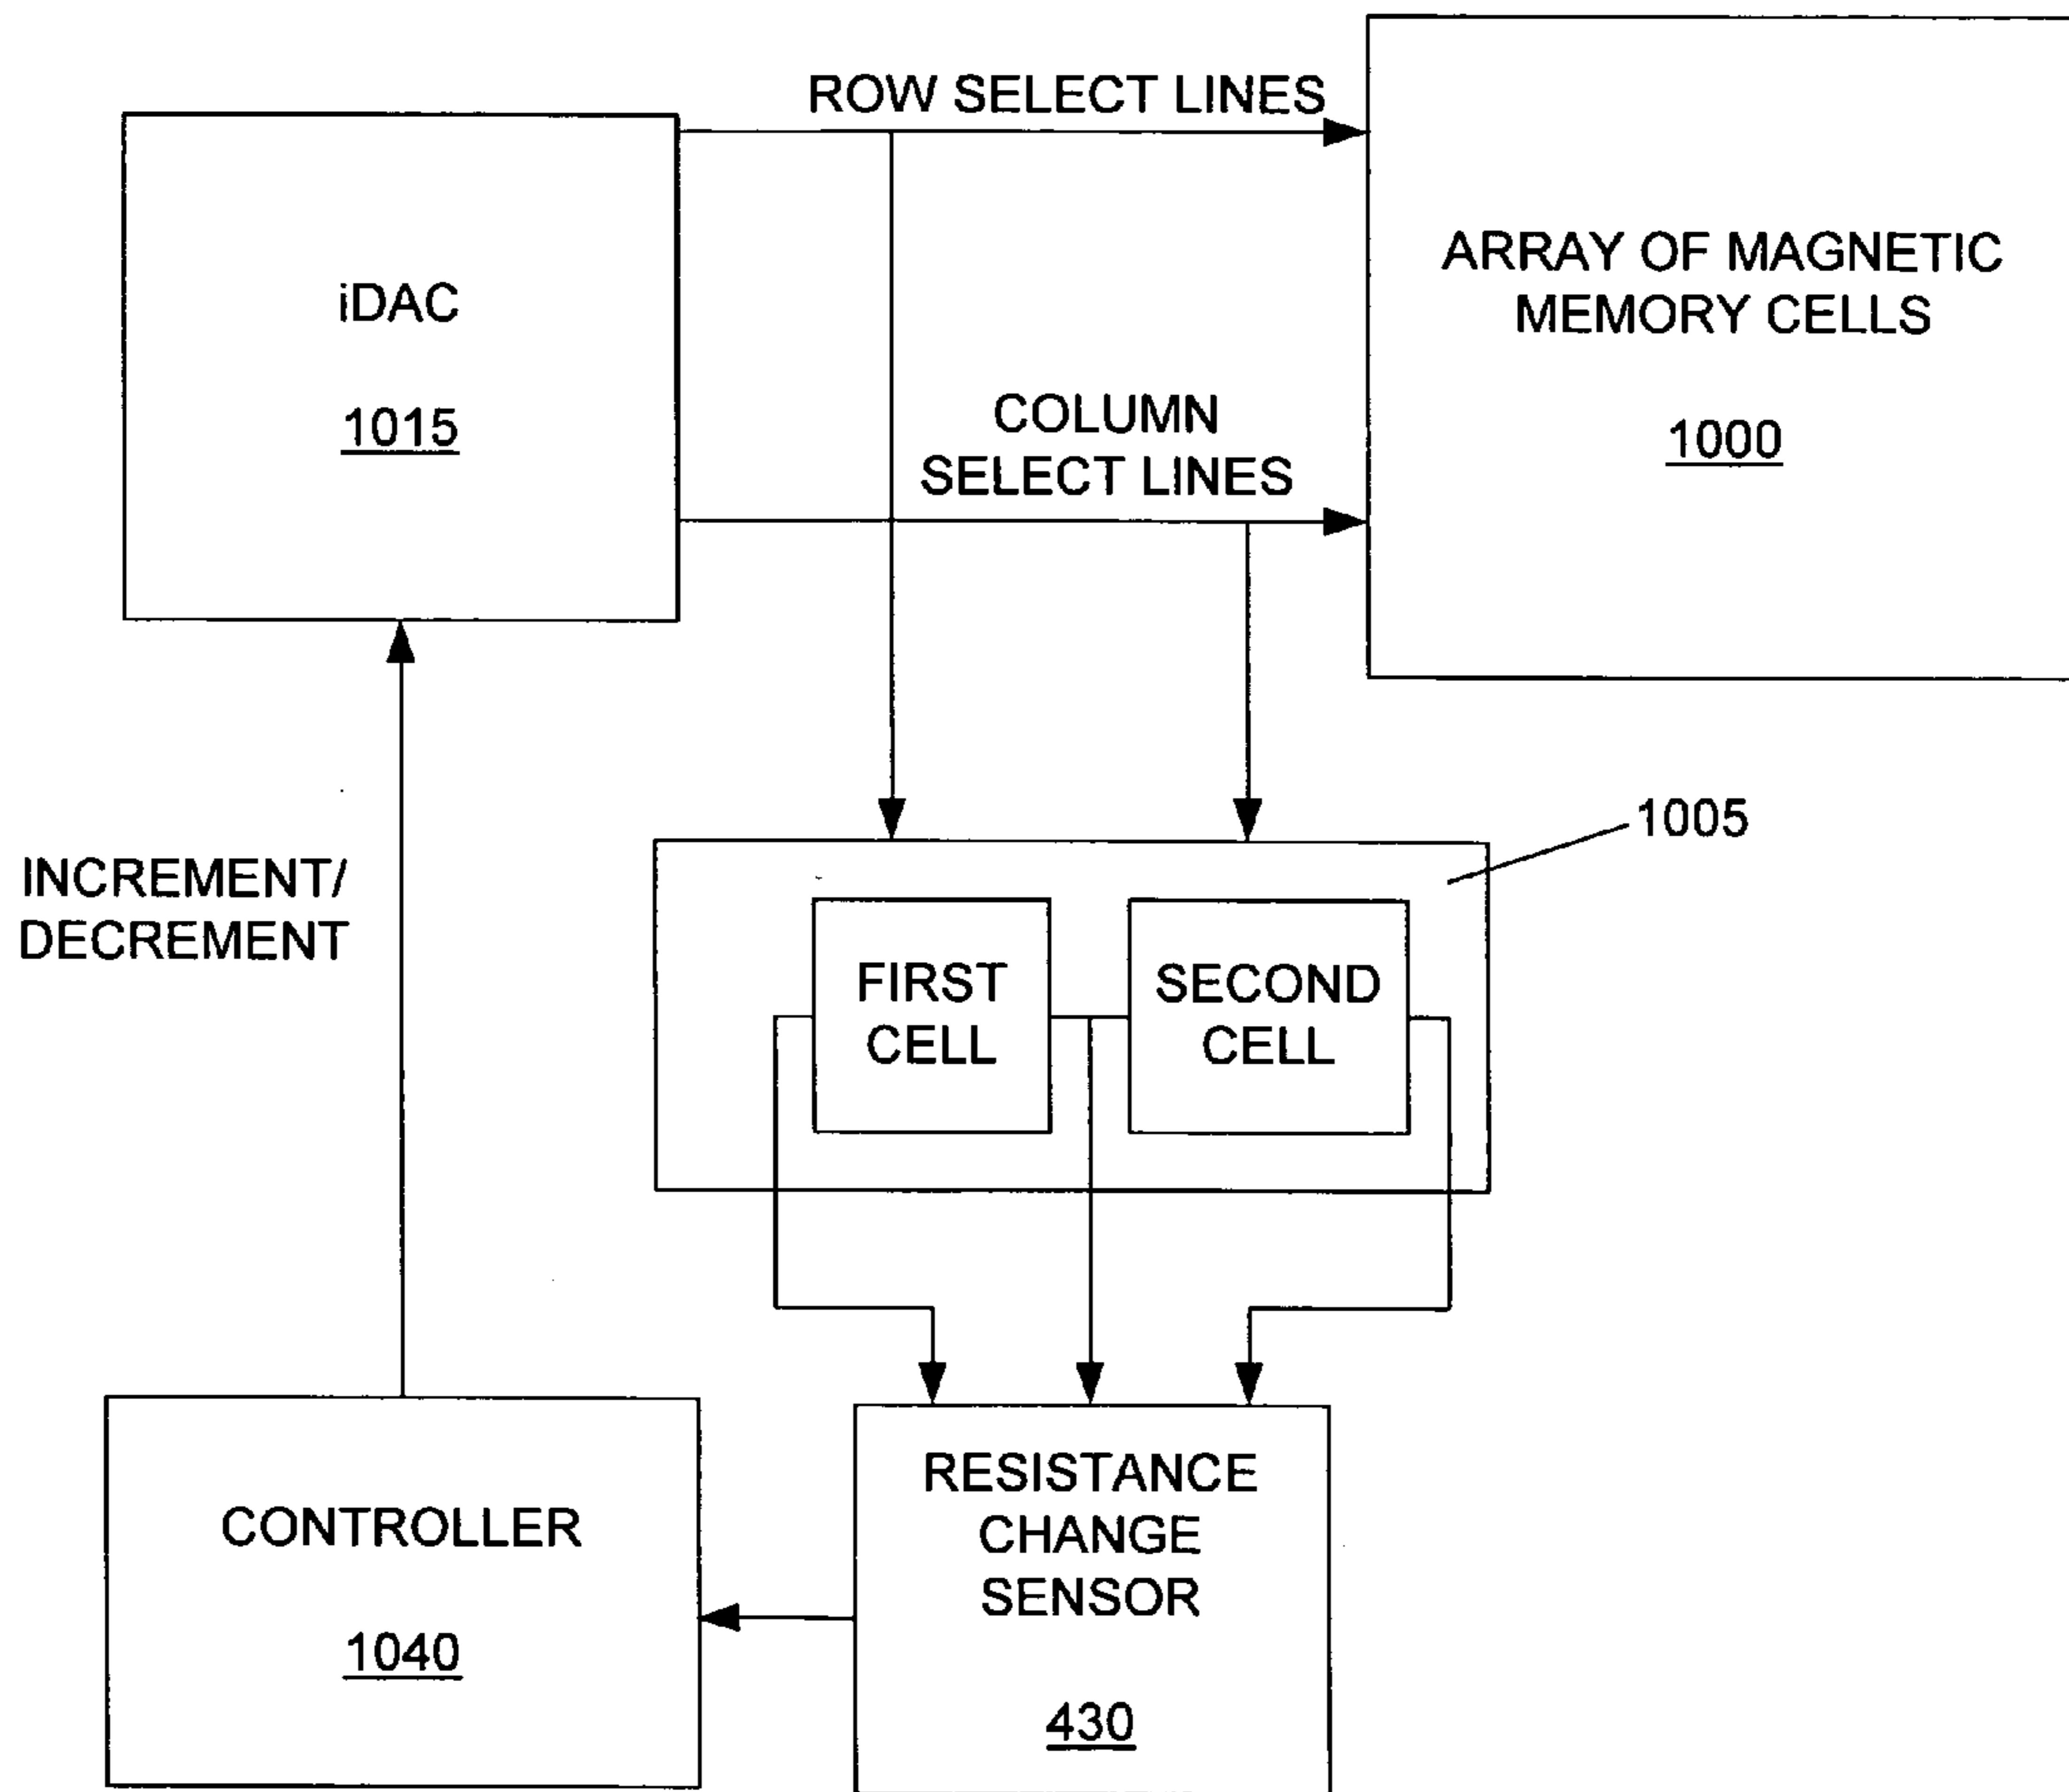 ROW SELECT LINES
iDAC
1015
ARRAY OF MAGNETIC
MEMORY CELLS
1000
COLUMN
SELECT LINES
1005
INCREMENT/
DECREMENT
FIRST
CELL
SECOND
CELL
CONTROLLER
1040
RESISTANCE
CHANGE
SENSOR
430